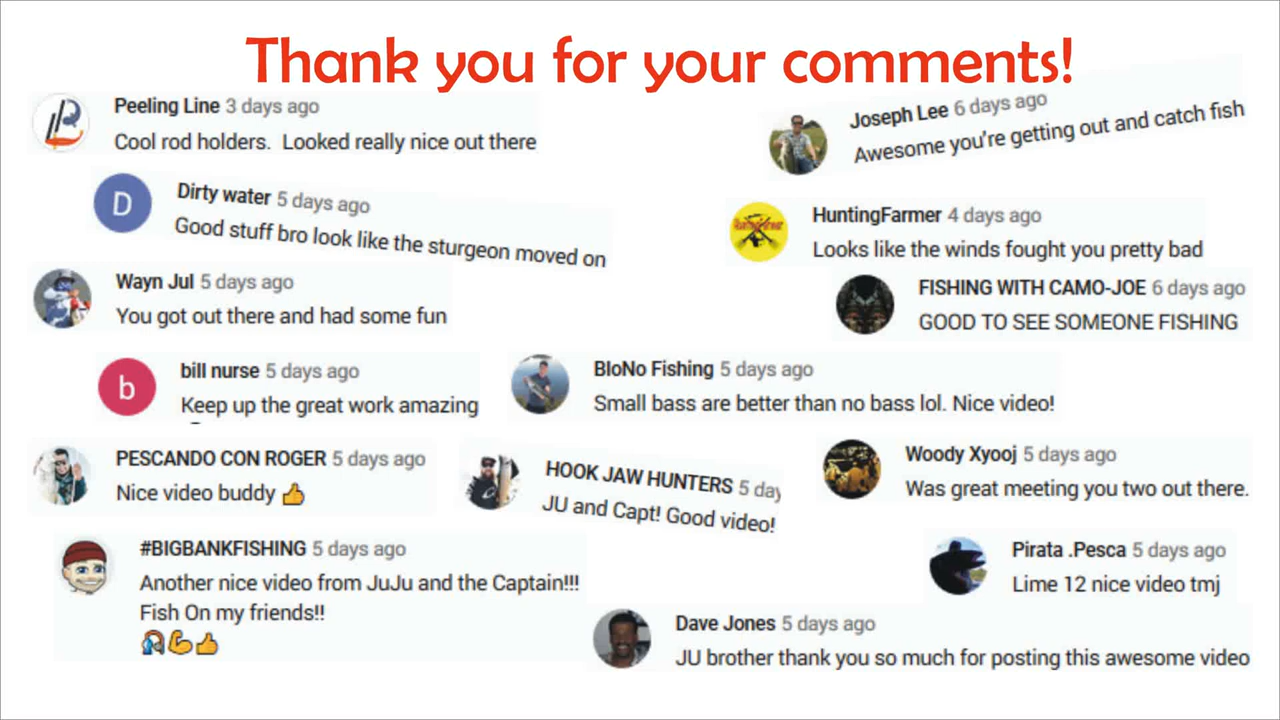 Thank you for your comments!
Peeling Line 3 days ago
Cool rod holders. Looked really nice out there
Joseph Lee 6 days ago
Awesome you're getting out and catch fish
D
Dirty water 5 days ago
Good stuff bro look like the sturgeon moved on
HuntingFarmer 4 days ago
Looks like the winds fought you pretty bad
Wayn Jul 5 days ago
You got out there and had some fun
FISHING WITH CAMO-JOE 6 days ago
GOOD TO SEE SOMEONE FISHING
b
bill nurse 5 days ago
Keep up the great work amazing
BloNo Fishing 5 days ago
Small bass are better than no bass lol. Nice video!
PESCANDO CON ROGER 5 days ago
Nice video buddy 👍
HOOK JAW HUNTERS 5 day
JU and Capt! Good video!
Woody Xyooj 5 days ago
Was great meeting you two out there.
#BIGBANKFISHING 5 days ago
Another nice video from JuJu and the Captain!!!
Fish On my friends!!
🎣💪👍
Pirata .Pesca 5 days ago
Lime 12 nice video tmj
Dave Jones 5 days ago
JU brother thank you so much for posting this awesome video